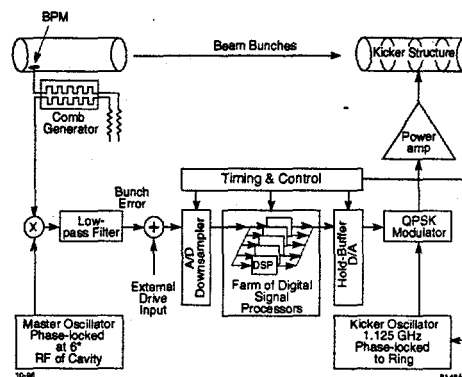 BPM
Beam Bunches
Kicker Structure
Comb
Generator
Power
amp
Timing & Control
Bunch
Error
X
Low-
pass Filter
+
A/D
Downsampler
DSP
Farm of Digital
Signal
Processors
Hold-Buffer
D/A
QPSK
Modulator
External
Drive
Input
Master Oscillator
Phase-locked
at 6°
RF of Cavity
Kicker Oscillator
1.125 GHz
Phase-locked
to Ring